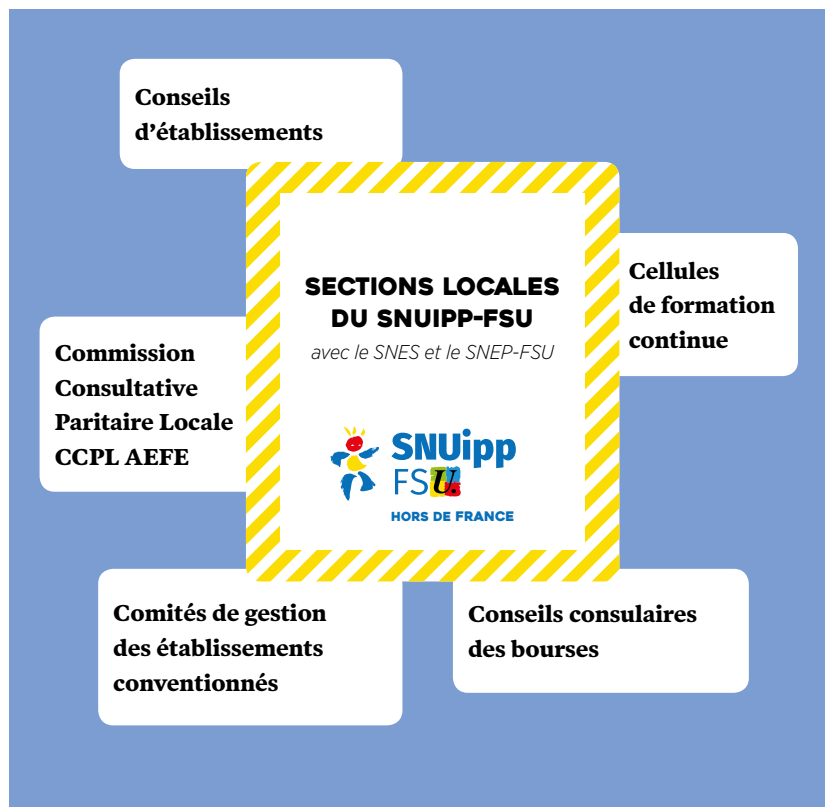 Conseils
d’établissements
SECTIONS LOCALES
DU SNUIPP-FSU
avec le SNES et le SNEP-FSU
SNUipp
FSU.
HORS DE FRANCE
Cellules
de formation
continue
Commission
Consultative
Paritaire Locale
CCPL AEFE
Comités de gestion
des établissements
conventionnés
Conseils consulaires
des bourses